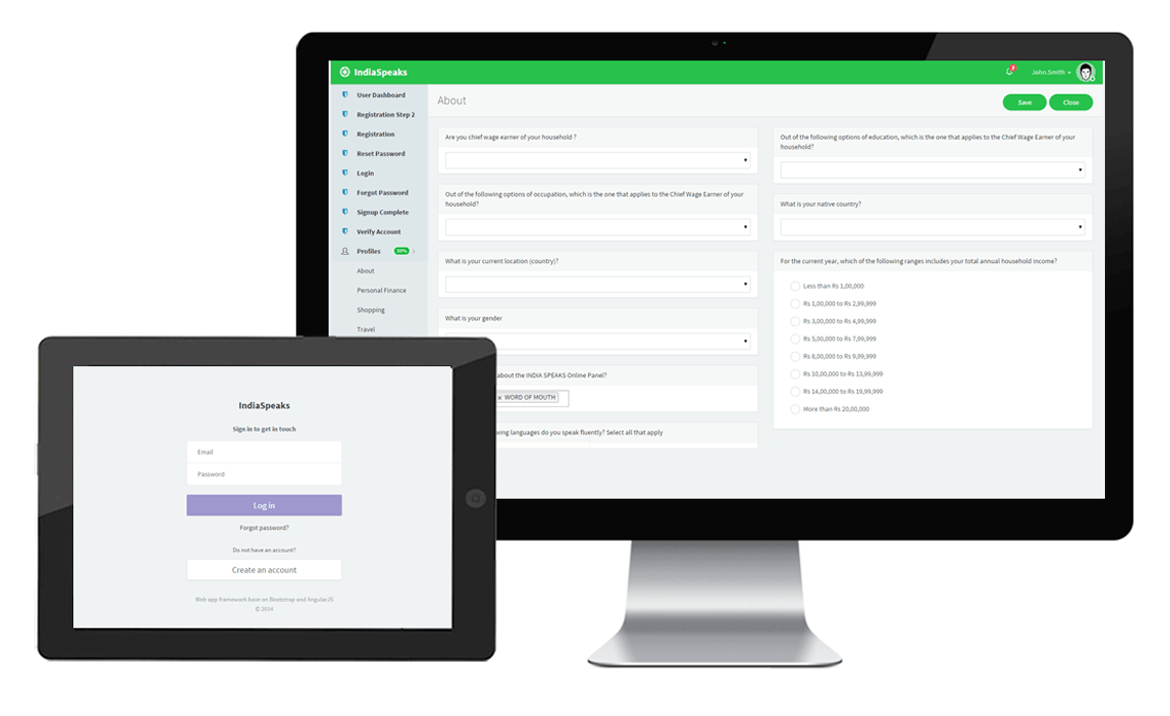 IndiaSpeaks
John.Smith
User Dashboard
Registration Step 2
Registration
Reset Password
Login
Forgot Password
Signup Complete
Verify Account
Profiles 50%
About
Personal Finance
Shopping
Travel
About
Save
Close
Are you chief wage earner of your household ?
Out of the following options of occupation, which is the one that applies to the Chief Wage Earner of your
household?
What is your current location (country)?
What is your gender
about the INDIA SPEAKS Online Panel?
× WORD OF MOUTH
wing languages do you speak fluently? Select all that apply
Out of the following options of education, which is the one that applies to the Chief Wage Earner of your
household?
What is your native country?
For the current year, which of the following ranges includes your total annual household income?
Less than Rs 1,00,000
Rs 1,00,000 to Rs 2,99,999
Rs 3,00,000 to Rs 4,99,999
Rs 5,00,000 to Rs 7,99,999
Rs 8,00,000 to Rs 9,99,999
Rs 10,00,000 to Rs 13,99,999
Rs 14,00,000 to Rs 19,99,999
More than Rs 20,00,000
IndiaSpeaks
Sign in to get in touch
Email
Password
Log in
Forgot password?
Do not have an account?
Create an account
Web app framework base on Bootstrap and AngularJS
© 2014